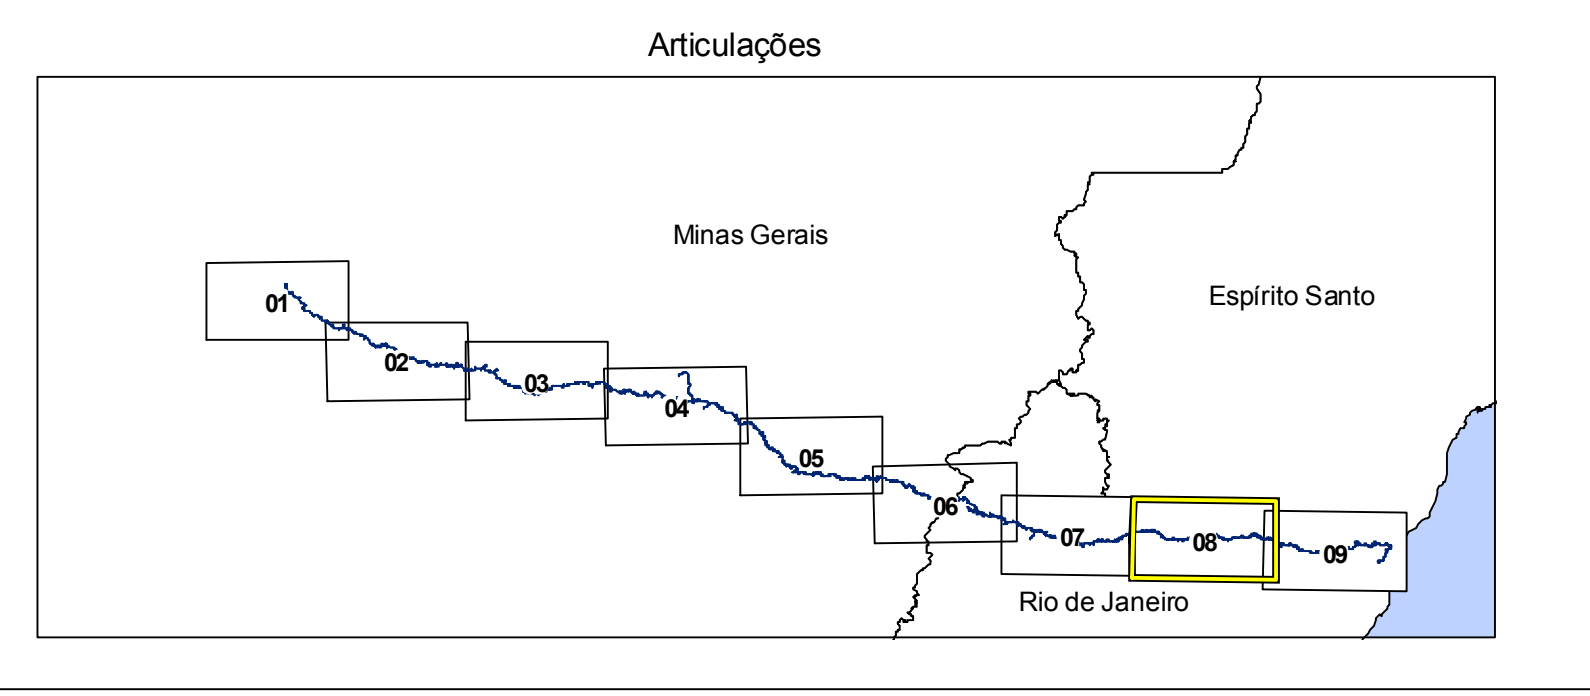 Articulações
Minas Gerais
Espírito Santo
01
02
03
04
05
06
07
08
09
Rio de Janeiro